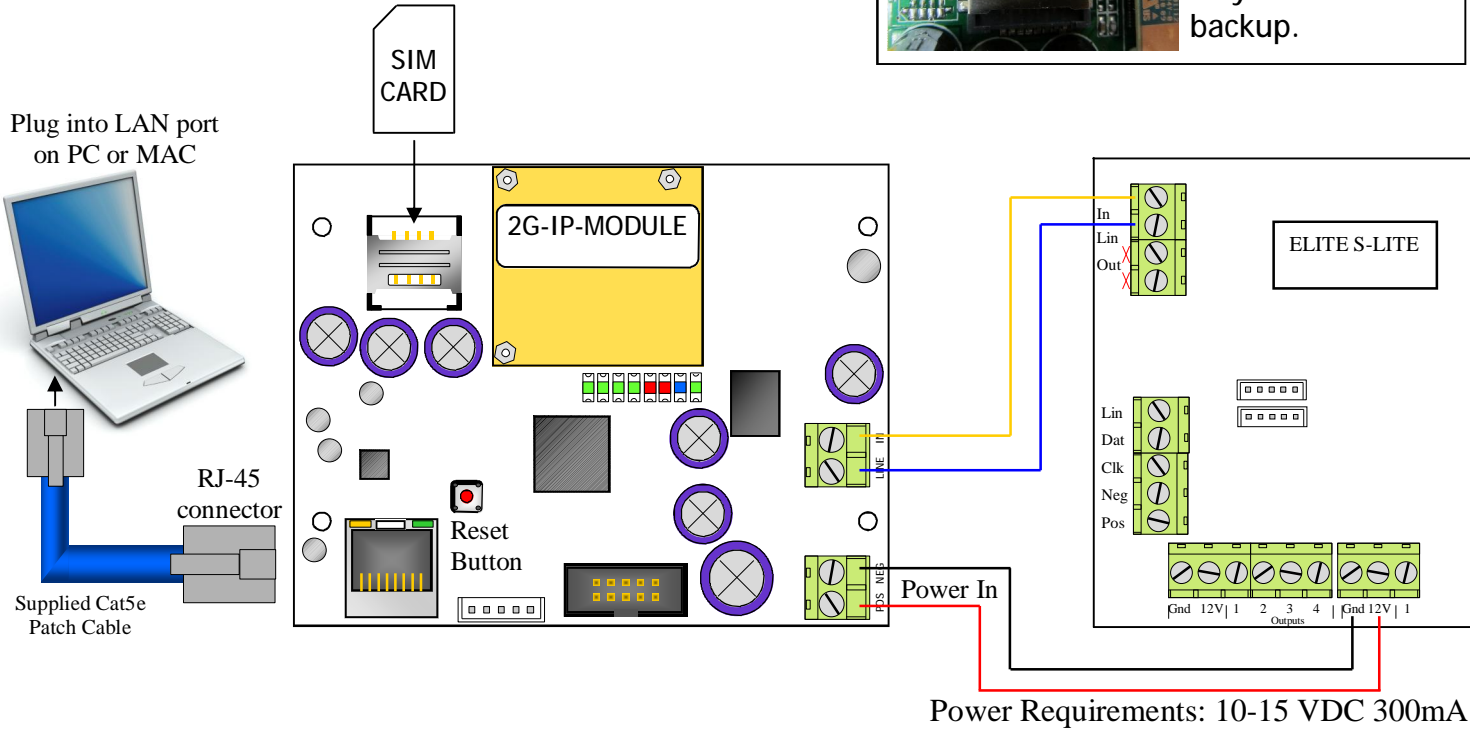 backup.
SIM
CARD
Plug into LAN port
on PC or MAC
2G-IP-MODULE
ELITE S-LITE
In
Lin
Out
LINE IN
Lin
Dat
Clk
Neg
Pos
RJ-45
connector
Reset
Button
POS NEG
Power In
Supplied Cat5e
Patch Cable
Gnd 12V 1 2 3 4 Gnd 12V 1
Outputs
Power Requirements: 10-15 VDC 300mA